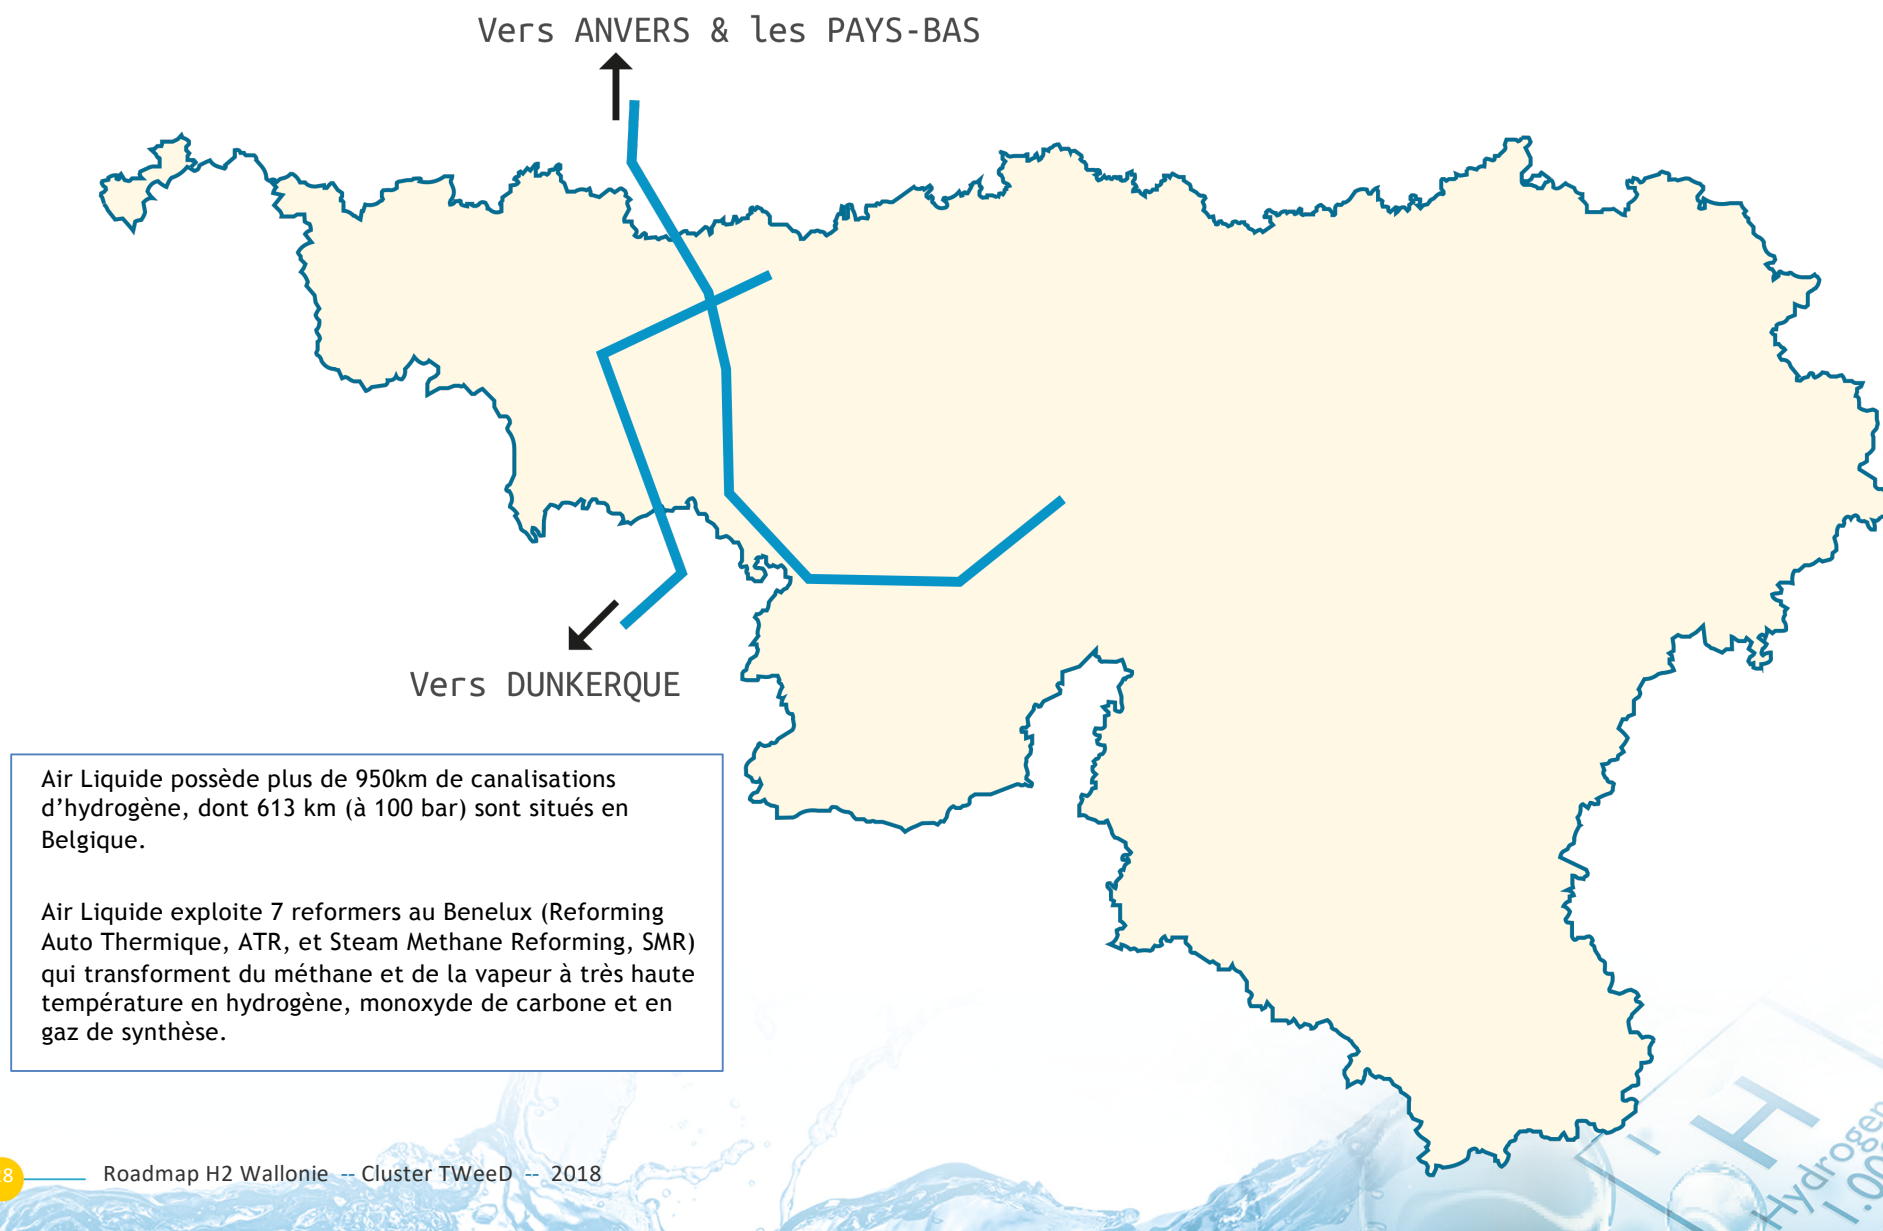 Vers ANVERS & les PAYS-BAS
Vers DUNKERQUE
Air Liquide possède plus de 950km de canalisations
d’hydrogène, dont 613 km (à 100 bar) sont situés en
Belgique.
Air Liquide exploite 7 reformers au Benelux (Reforming
Auto Thermique, ATR, et Steam Methane Reforming, SMR)
qui transforment du méthane et de la vapeur à très haute
température en hydrogène, monoxyde de carbone et en
gaz de synthèse.
Roadmap H2 Wallonie -- Cluster TWeeD -- 2018
H